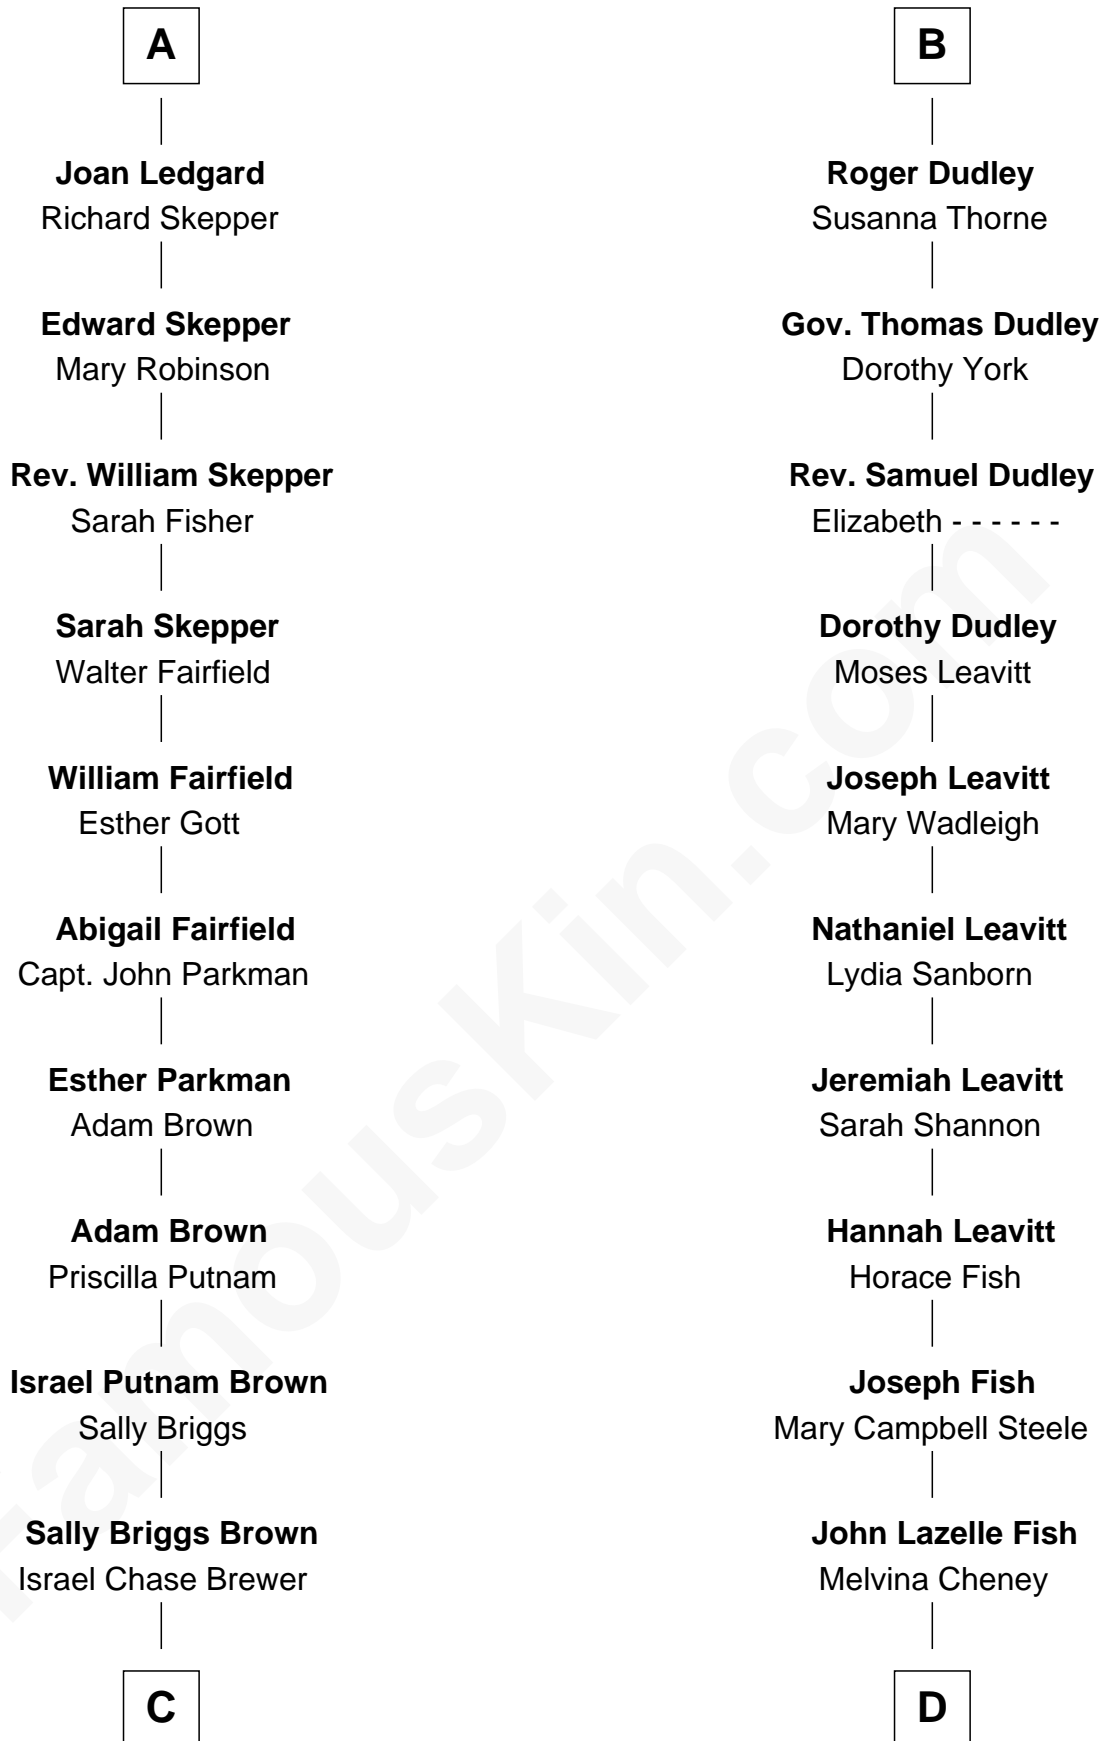 A
Joan Ledgard
Richard Skepper
Edward Skepper
Mary Robinson
Rev. William Skepper
Sarah Fisher
Sarah Skepper
Walter Fairfield
William Fairfield
Esther Gott
Abigail Fairfield
Capt. John Parkman
Esther Parkman
Adam Brown
Adam Brown
Priscilla Putnam
Israel Putnam Brown
Sally Briggs
Sally Briggs Brown
Israel Chase Brewer
C
B
Roger Dudley
Susanna Thorne
Gov. Thomas Dudley
Dorothy York
Rev. Samuel Dudley
Elizabeth - - - - - -
Dorothy Dudley
Moses Leavitt
Joseph Leavitt
Mary Wadleigh
Nathaniel Leavitt
Lydia Sanborn
Jeremiah Leavitt
Sarah Shannon
Hannah Leavitt
Horace Fish
Joseph Fish
Mary Campbell Steele
John Lazelle Fish
Melvina Cheney
D
FamousKin.com